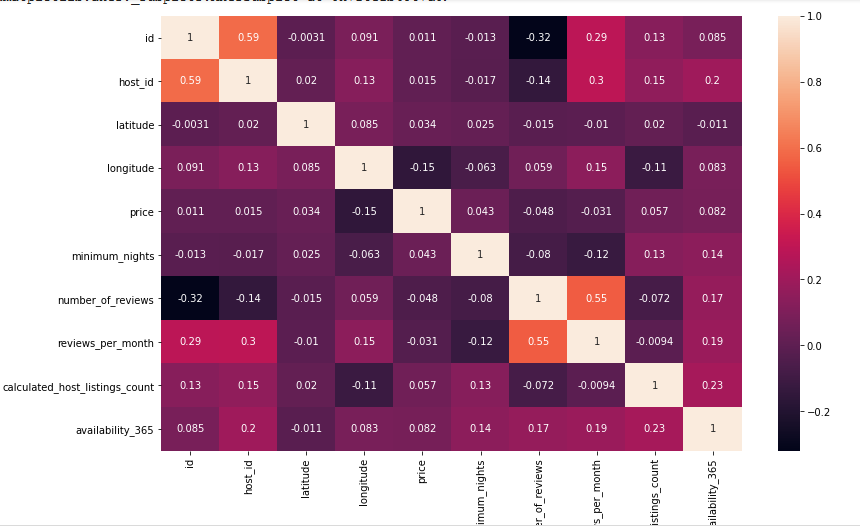 id 1 0.59 -0.0031 0.091 0.011 -0.013 -0.32 0.29 0.13 0.085
host_id 0.59 1 0.02 0.13 0.015 -0.017 -0.14 0.3 0.15 0.2
latitude -0.0031 0.02 1 0.085 0.034 0.025 -0.015 -0.01 0.02 -0.011
longitude 0.091 0.13 0.085 1 -0.15 -0.063 0.059 0.15 -0.11 0.083
price 0.011 0.015 0.034 -0.15 1 0.043 -0.048 -0.031 0.057 0.082
minimum_nights -0.013 -0.017 0.025 -0.063 0.043 1 -0.08 -0.12 0.13 0.14
number_of_reviews -0.32 -0.14 -0.015 0.059 -0.048 -0.08 1 0.55 -0.072 0.17
reviews_per_month 0.29 0.3 -0.01 0.15 -0.031 -0.12 0.55 1 -0.0094 0.19
calculated_host_listings_count 0.13 0.15 0.02 -0.11 0.057 0.13 -0.072 -0.0094 1 0.23
availability_365 0.085 0.2 -0.011 0.083 0.082 0.14 0.17 0.19 0.23 1
id
host_id
latitude
longitude
price
imum_nights
er_of_reviews
s_per_month
listings_count
ailability_365
1.0
0.8
0.6
0.4
0.2
0.0
−0.2